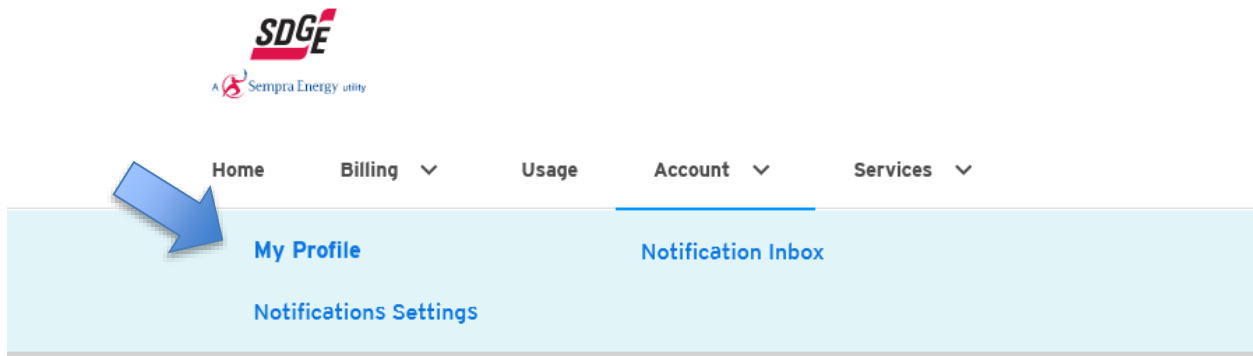 SDGE
A Sempra Energy utility
Home Billing Usage Account Services
My Profile Notification Inbox
Notifications Settings